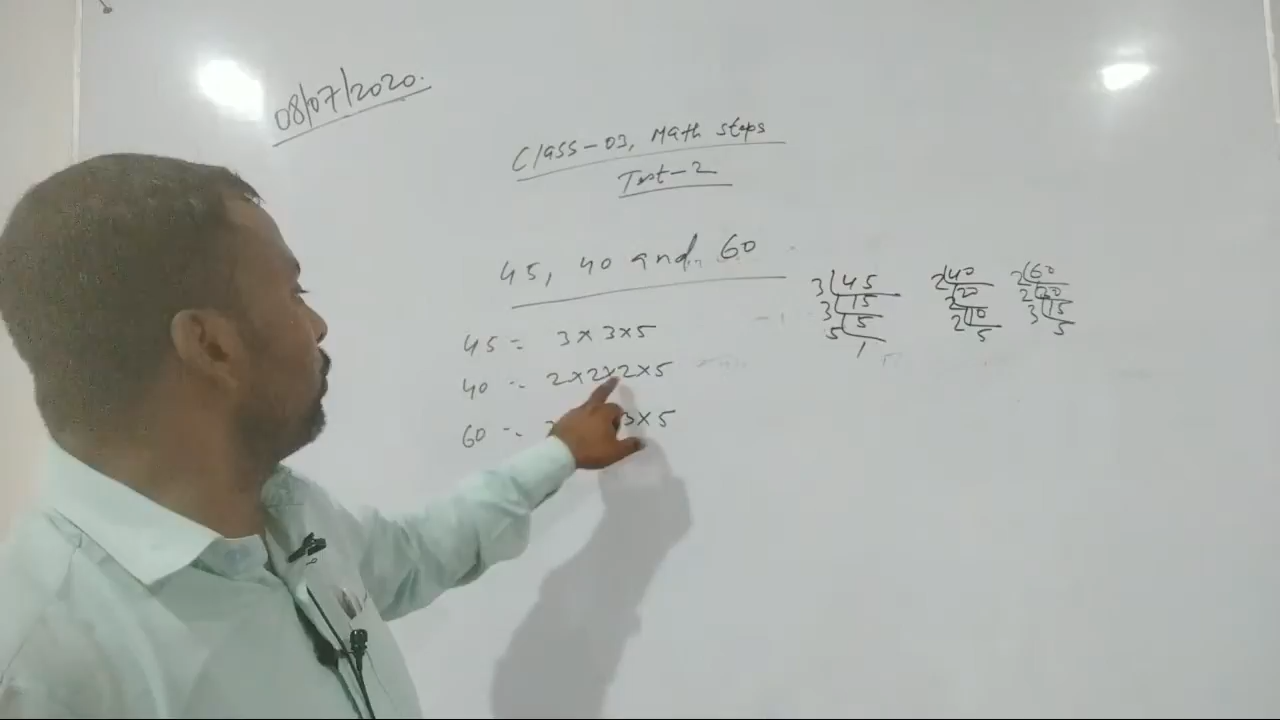 08/07/2020.
Class-03, Math steps
Test-2
45, 40 and 60
45 = 3×3×5
40 = 2×2×2×5
60 = 3×5
3 45
3 15
5 5
1
2 40
2 20
2 10
5
2 60
2 30
3 15
5